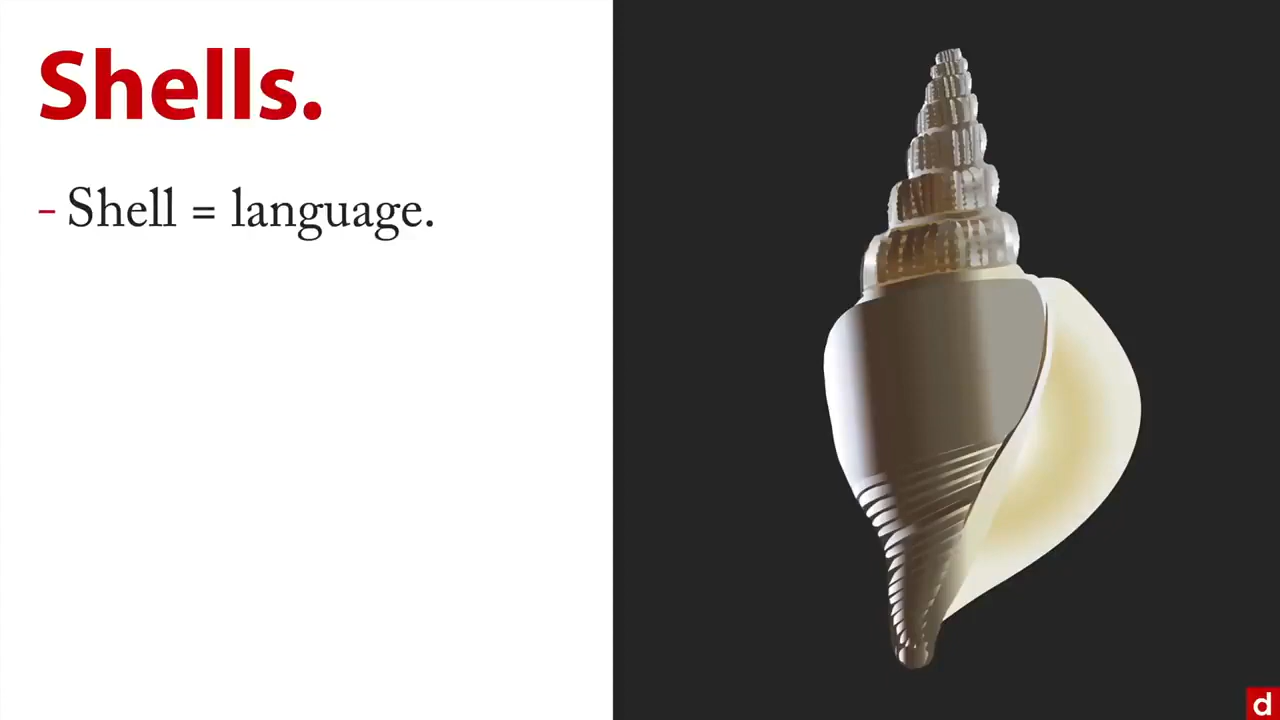 Shells.
– Shell = language.
d